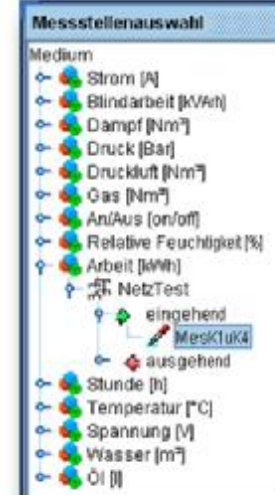 Messstellenauswahl
Medium
Strom [A]
Blindarbeit [kVArh]
Dampf [Nm³]
Druck [Bar]
Druckluft [Nm³]
Gas [Nm³]
An/Aus [on/off]
Relative Feuchtigkeit [%]
Arbeit [kWh]
NetzTest
eingehend
MesK1uK4
ausgehend
Stunde [h]
Temperatur [°C]
Spannung [V]
Wasser [m³]
Öl [l]